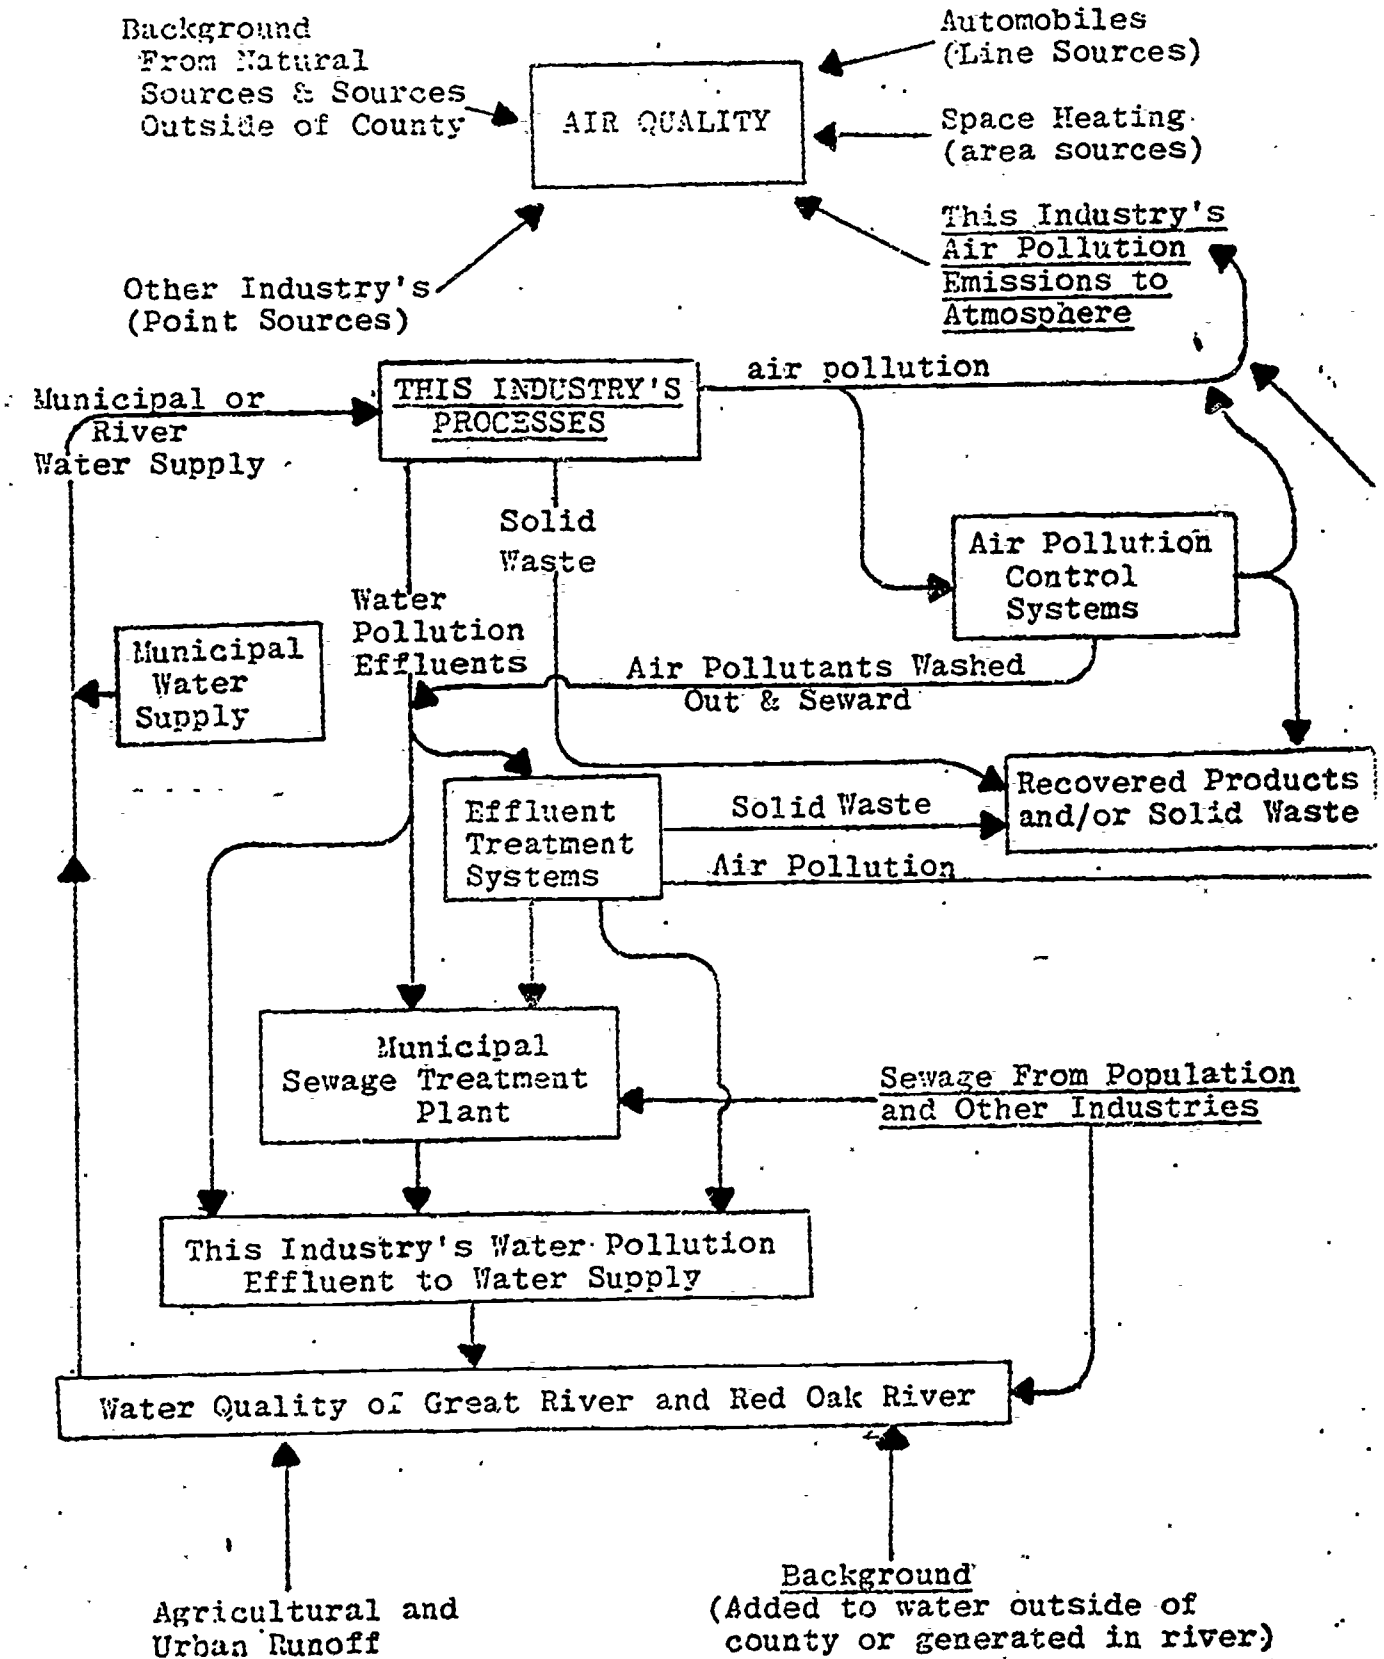 Background
From Natural
Sources & Sources
Outside of County
AIR QUALITY
Automobiles
(Line Sources)
Space Heating
(area sources)
This Industry's
Air Pollution
Emissions to
Atmosphere
Other Industry's
(Point Sources)
THIS INDUSTRY'S
PROCESSES
air pollution
Municipal or
River
Water Supply
Solid
Waste
Air Pollution
Control
Systems
Water
Pollution
Effluents
Municipal
Water
Supply
Air Pollutants Washed
Out & Seward
Recovered Products
and/or Solid Waste
Effluent
Treatment
Systems
Solid Waste
Air Pollution
Municipal
Sewage Treatment
Plant
Sewage From Population
and Other Industries
This Industry's Water Pollution
Effluent to Water Supply
Water Quality of Great River and Red Oak River
Agricultural and
Urban Runoff
Background
(Added to water outside of
county or generated in river)